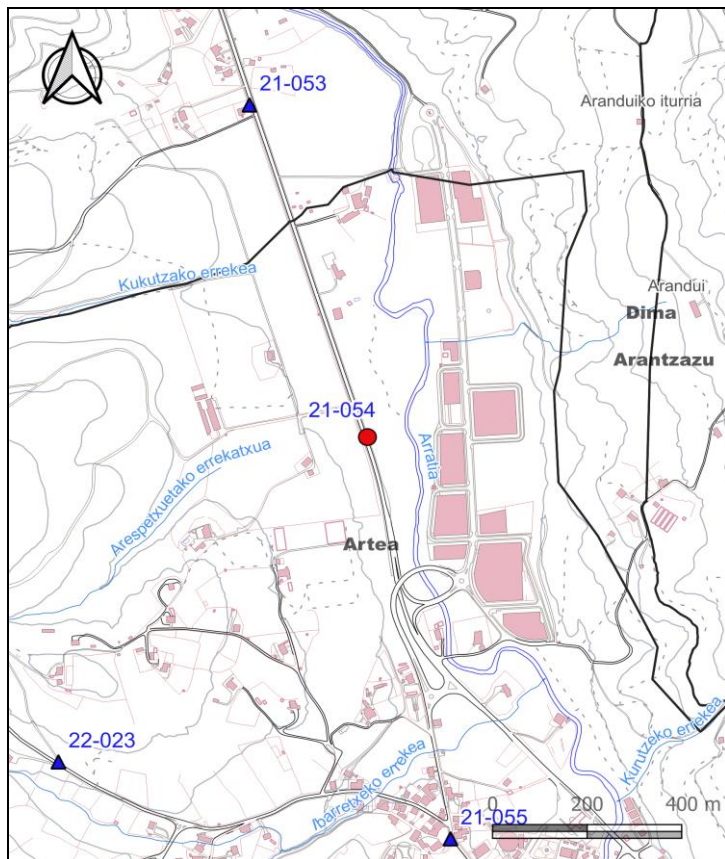 21-053
Aranduiko iturria
Kukutzako errekea
Arandui
Dima
Arantzazu
21-054
Arratia
Arespetxuetako errekatxua
Artea
22-023
Ibarretxeko errekea
Kurutzeko errekea
21-055
0 200 400 m